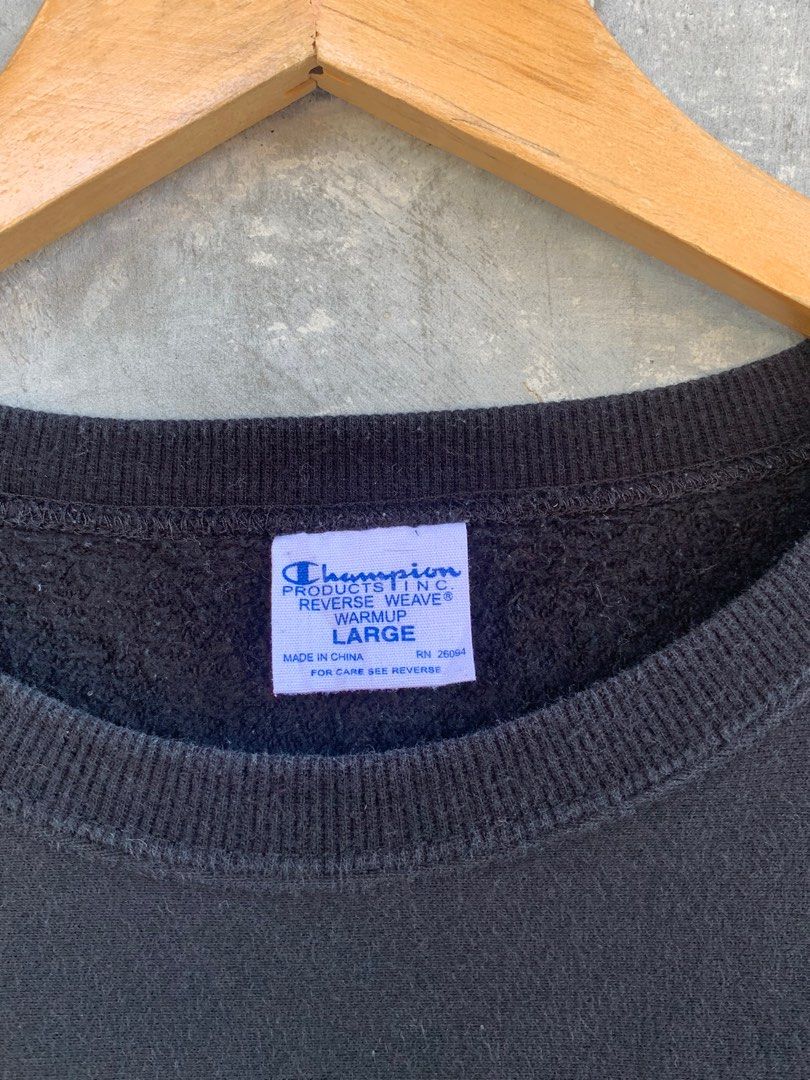 Champion
PRODUCTS INC
REVERSE WEAVE®
WARMUP
LARGE
MADE IN CHINA RN 26094
FOR CARE SEE REVERSE